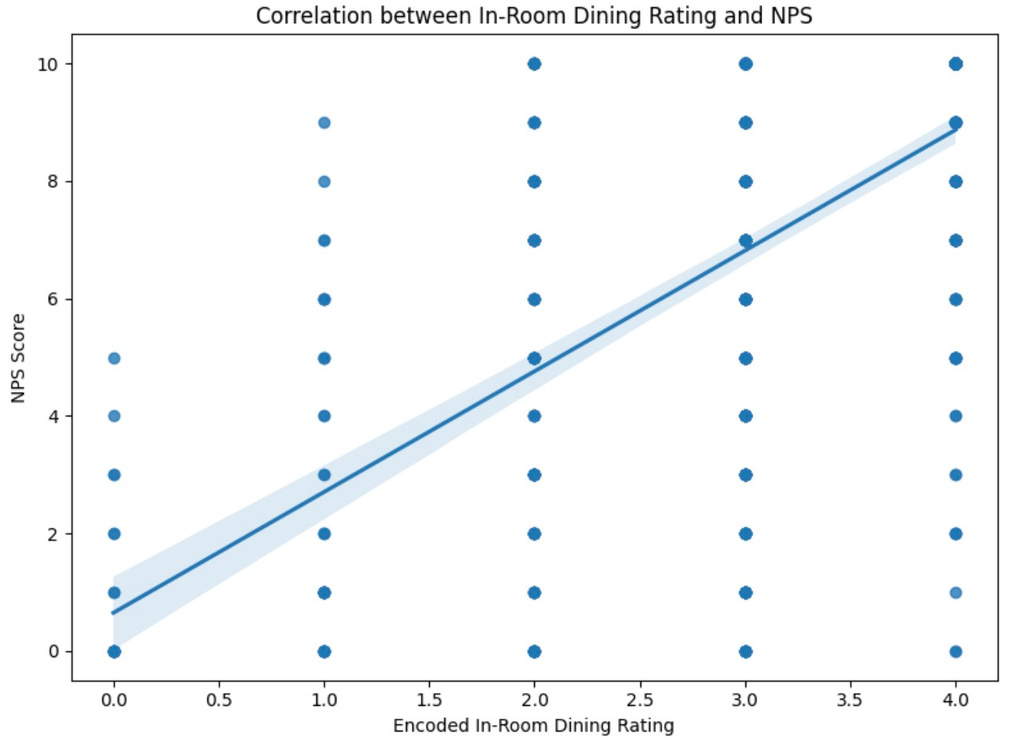 Correlation between In-Room Dining Rating and NPS
10
8
6
4
2
0
NPS Score
0.0 0.5 1.0 1.5 2.0 2.5 3.0 3.5 4.0
Encoded In-Room Dining Rating